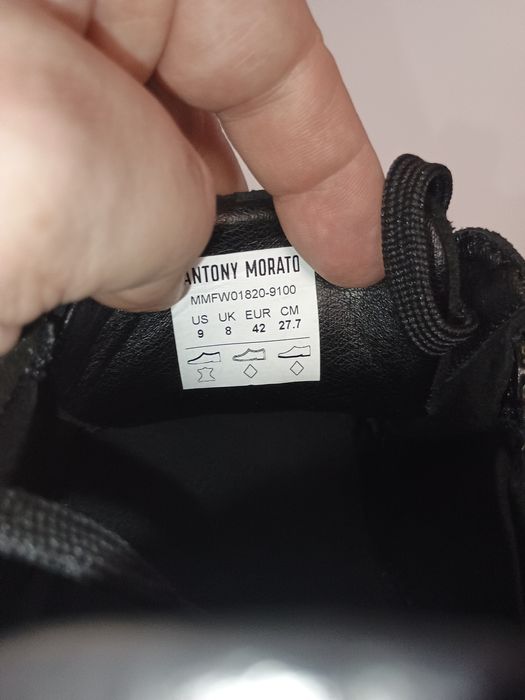 ANTONY MORATO
MMFW01820-9100
US UK EUR CM
9 8 42 27.7